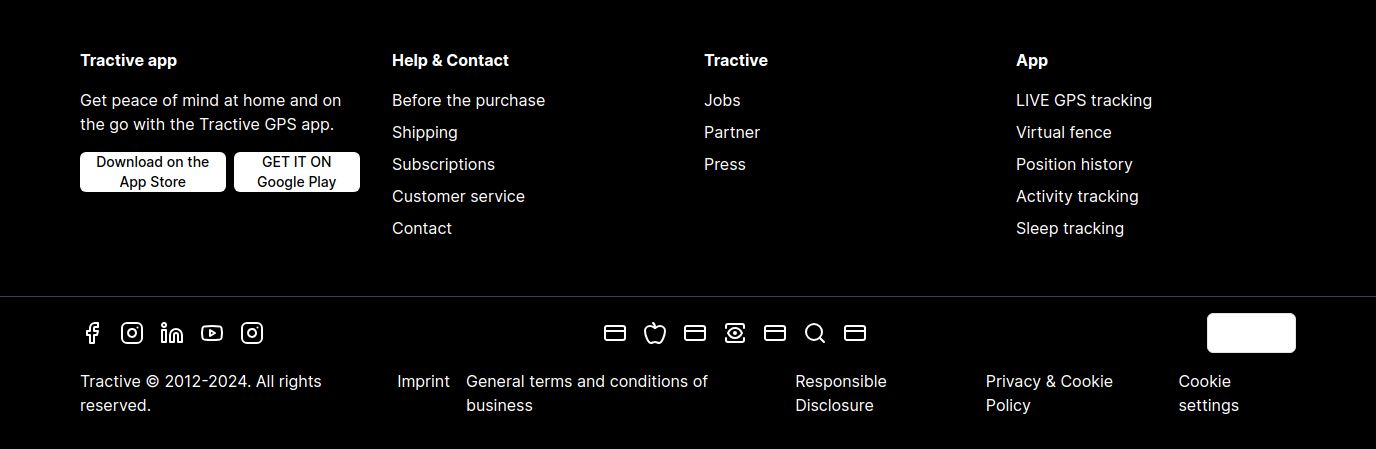 Tractive app
Get peace of mind at home and on
the go with the Tractive GPS app.
Download on the
App Store
GET IT ON
Google Play
Help & Contact
Before the purchase
Shipping
Subscriptions
Customer service
Contact
Tractive
Jobs
Partner
Press
App
LIVE GPS tracking
Virtual fence
Position history
Activity tracking
Sleep tracking
Tractive © 2012-2024. All rights
reserved.
Imprint
General terms and conditions of
business
Responsible
Disclosure
Privacy & Cookie
Policy
Cookie
settings